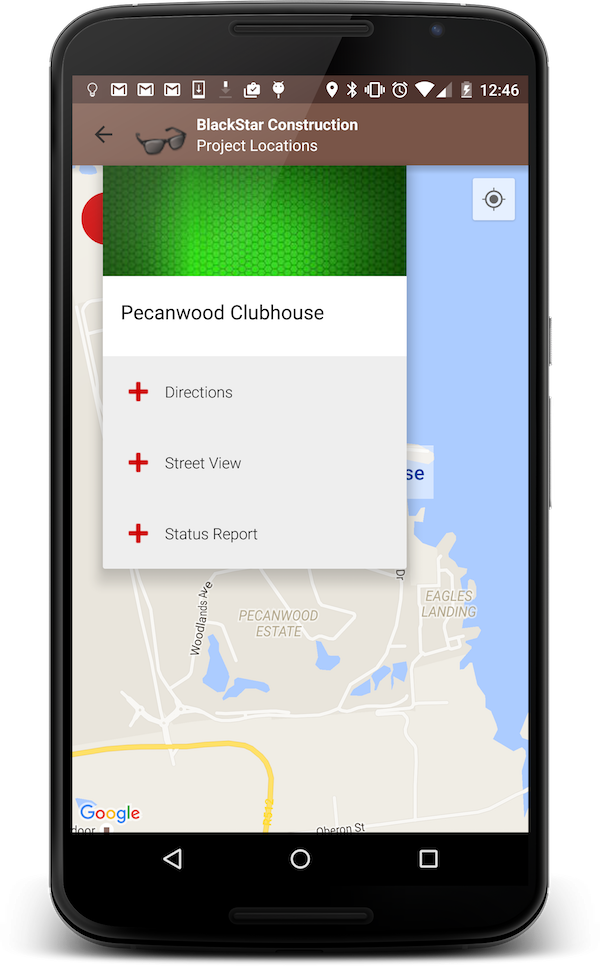 12:46
BlackStar Construction
Project Locations
Pecanwood Clubhouse
Directions
Street View
se
Status Report
Dr
Woodlands Ave
PECANWOOD
ESTATE
EAGLES
LANDING
Google
R512
door
Oberon St